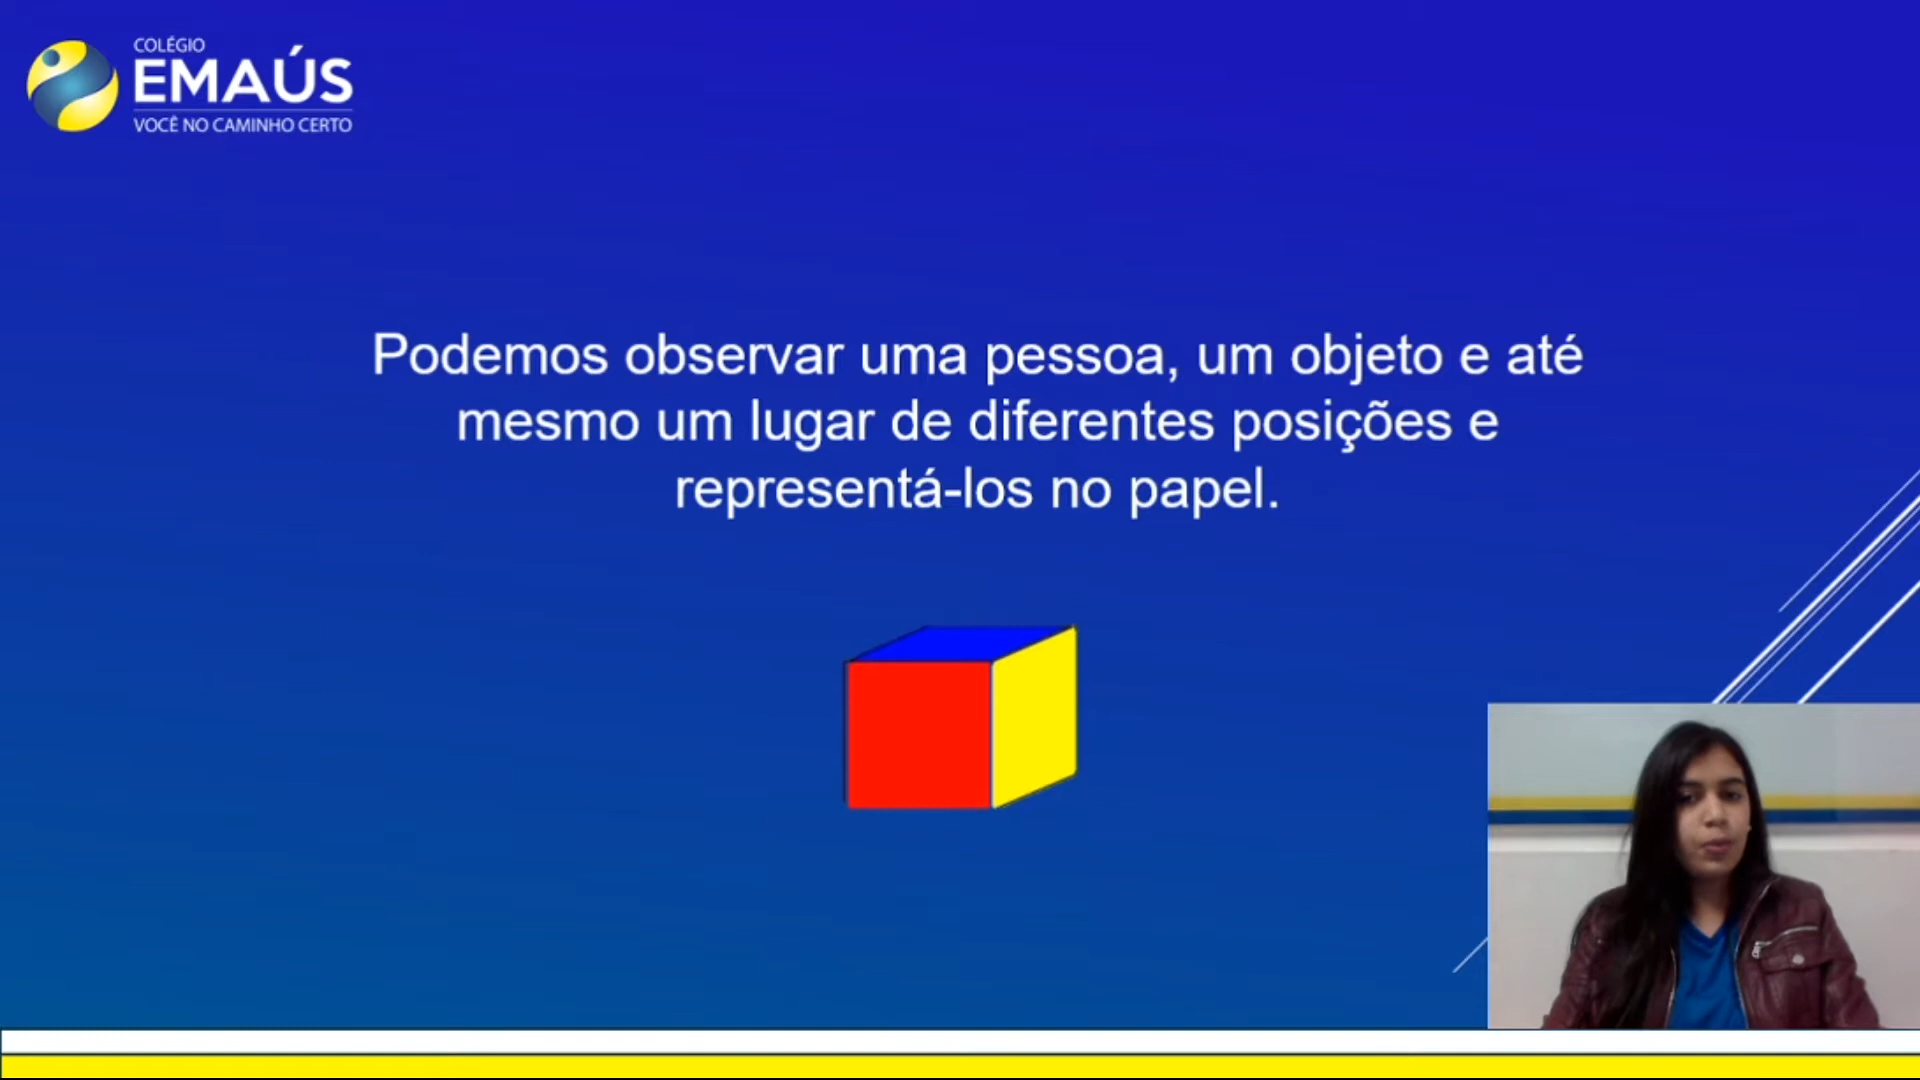 COLÉGIO
EMAÚS
VOCÊ NO CAMINHO CERTO
Podemos observar uma pessoa, um objeto e até
mesmo um lugar de diferentes posições e
representá-los no papel.